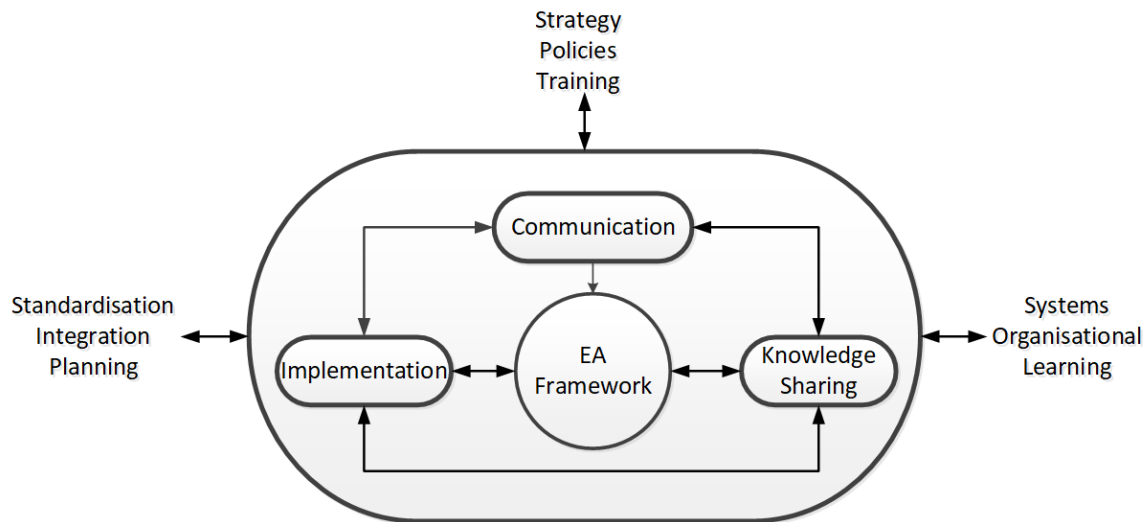 Strategy
Policies
Training
Communication
Standardisation
Integration
Planning
Implementation
EA
Framework
Knowledge
Sharing
Systems
Organisational
Learning